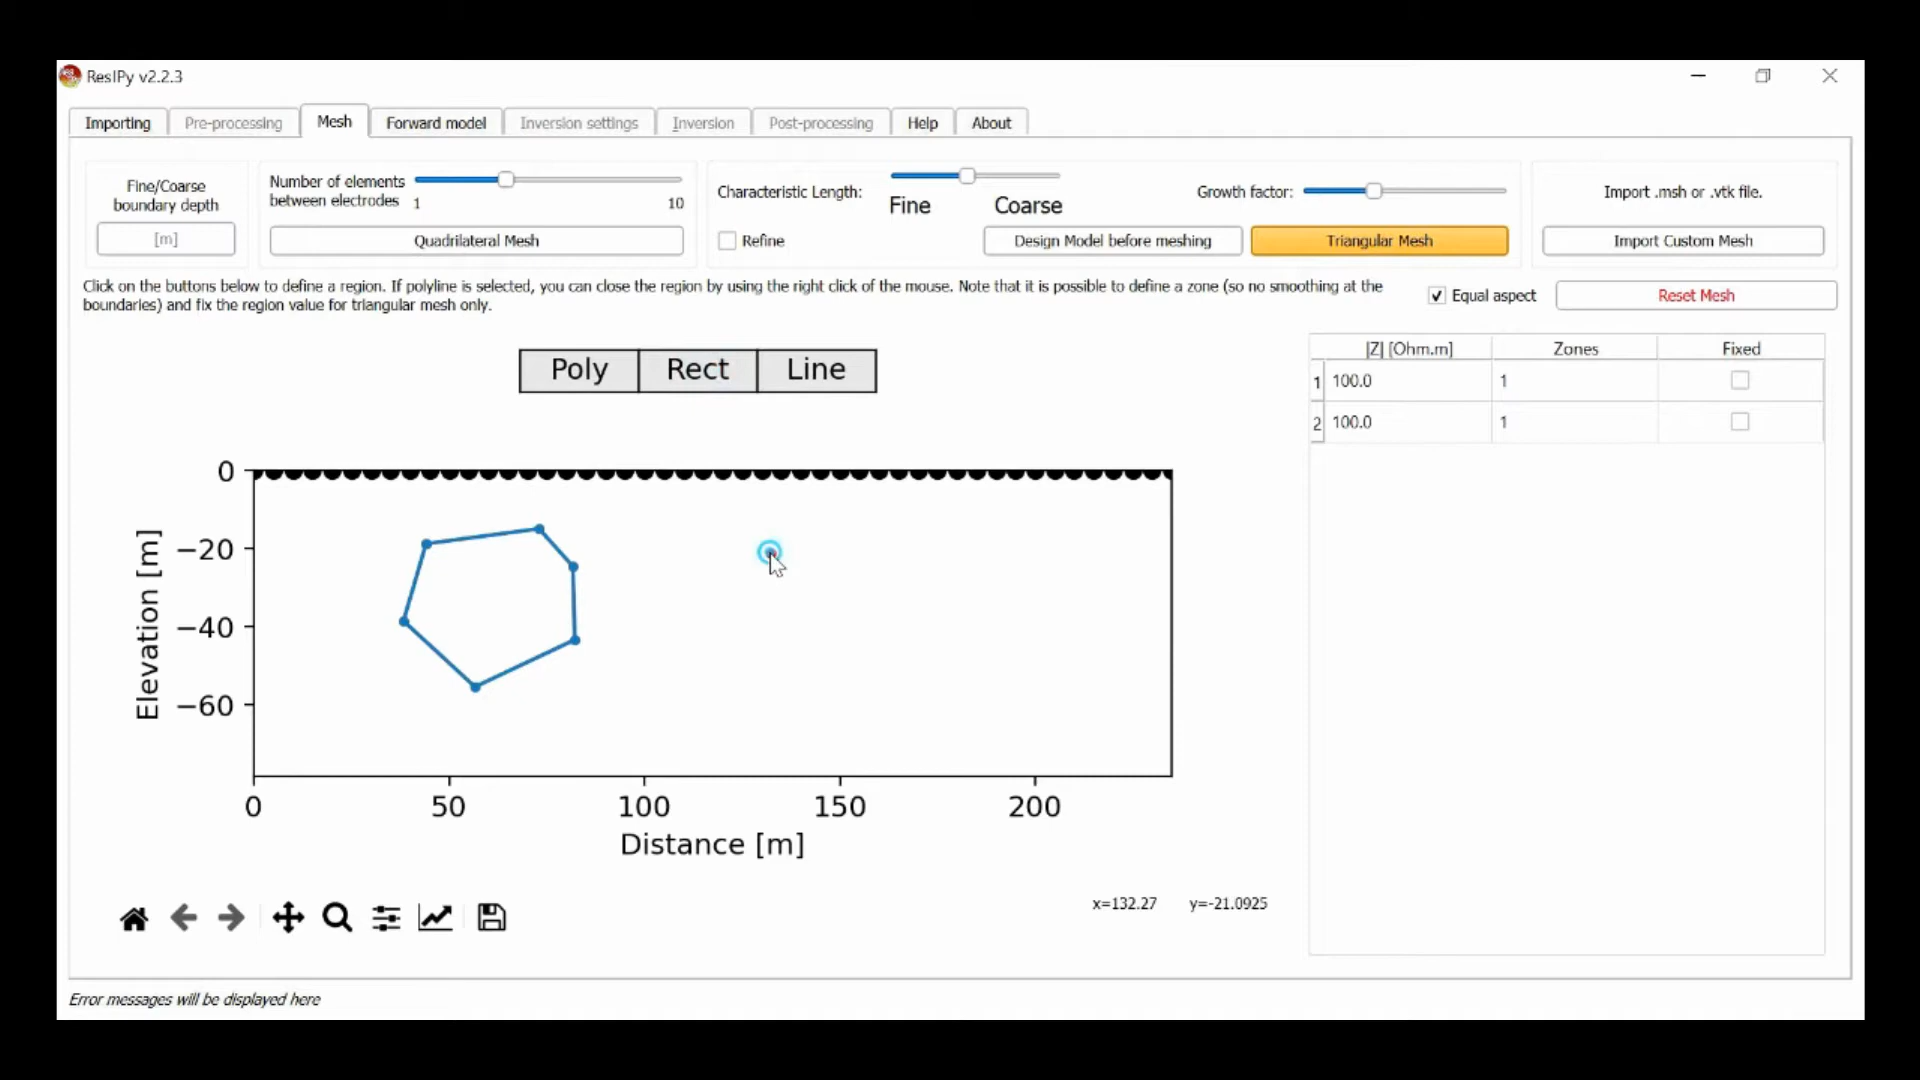 ResIPy v2.2.3
Importing
Pre-processing
Mesh
Forward model
Inversion settings
Inversion
Post-processing
Help
About
Fine/Coarse
boundary depth
[m]
Number of elements
between electrodes
1
10
Quadrilateral Mesh
Characteristic Length:
Fine
Coarse
Growth factor:
Refine
Design Model before meshing
Triangular Mesh
Import .msh or .vtk file.
Import Custom Mesh
Click on the buttons below to define a region. If polyline is selected, you can close the region by using the right click of the mouse. Note that it is possible to define a zone (so no smoothing at the
boundaries) and fix the region value for triangular mesh only.
Equal aspect
Reset Mesh
Poly
Rect
Line
|Z| [Ohm.m]
Zones
Fixed
1
100.0
1
2
100.0
1
0
−20
−40
−60
Elevation [m]
0
50
100
150
200
Distance [m]
x=132.27
y=-21.0925
Error messages will be displayed here